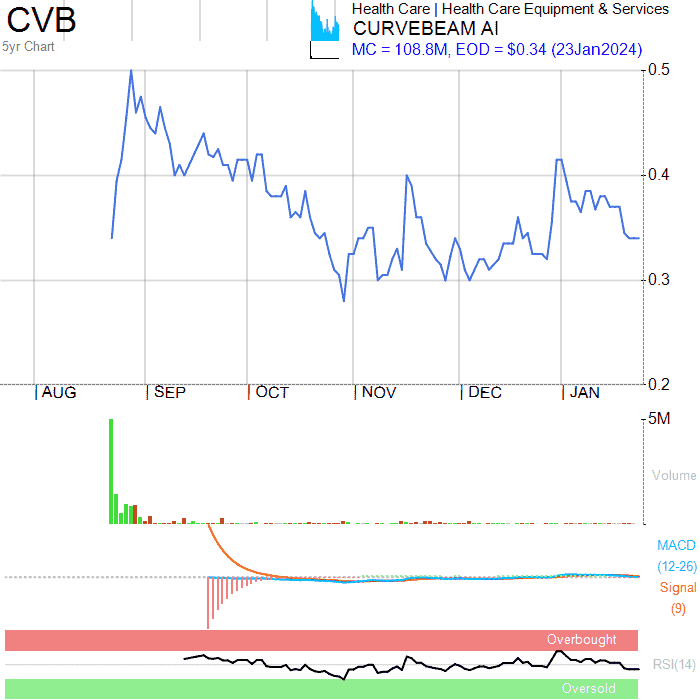 CVB
5yr Chart
Health Care | Health Care Equipment & Services
CURVEBEAM AI
MC = 108.8M, EOD = $0.34 (23Jan2024)
0.5
0.4
0.3
0.2
AUG SEP OCT NOV DEC JAN
5M
Volume
MACD
(12-26)
Signal
(9)
Overbought
RSI(14)
Oversold